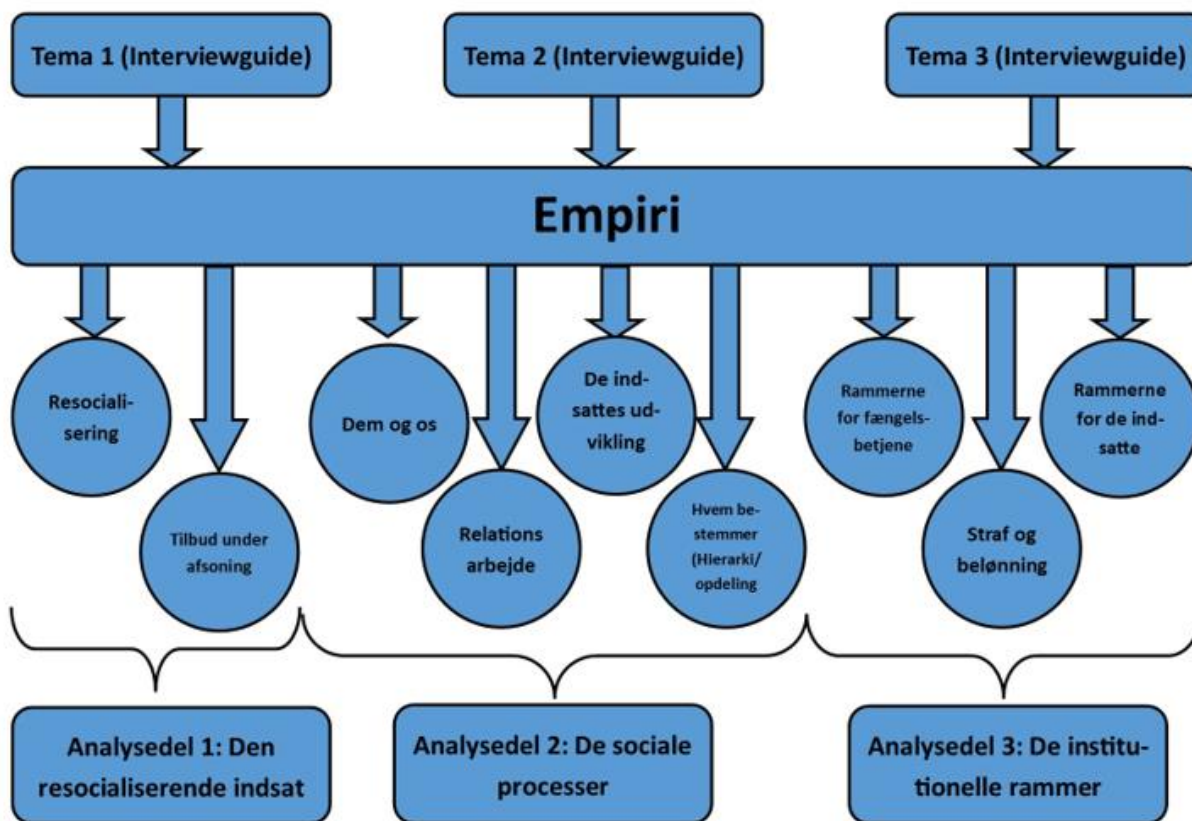 Tema 1 (Interviewguide)
Tema 2 (Interviewguide)
Tema 3 (Interviewguide)
Empiri
Resociali-
sering
Tilbud under
afsoning
Dem og os
Relations
arbejde
De ind-
sattes ud-
vikling
Hvem be-
stemmer
(Hierarki/
opdeling
Rammerne
for fængels-
betjene
Straf og
belønning
Rammerne
for de ind-
satte
Analysedel 1: Den
resocialiserende indsat
Analysedel 2: De sociale
processer
Analysedel 3: De institu-
tionelle rammer